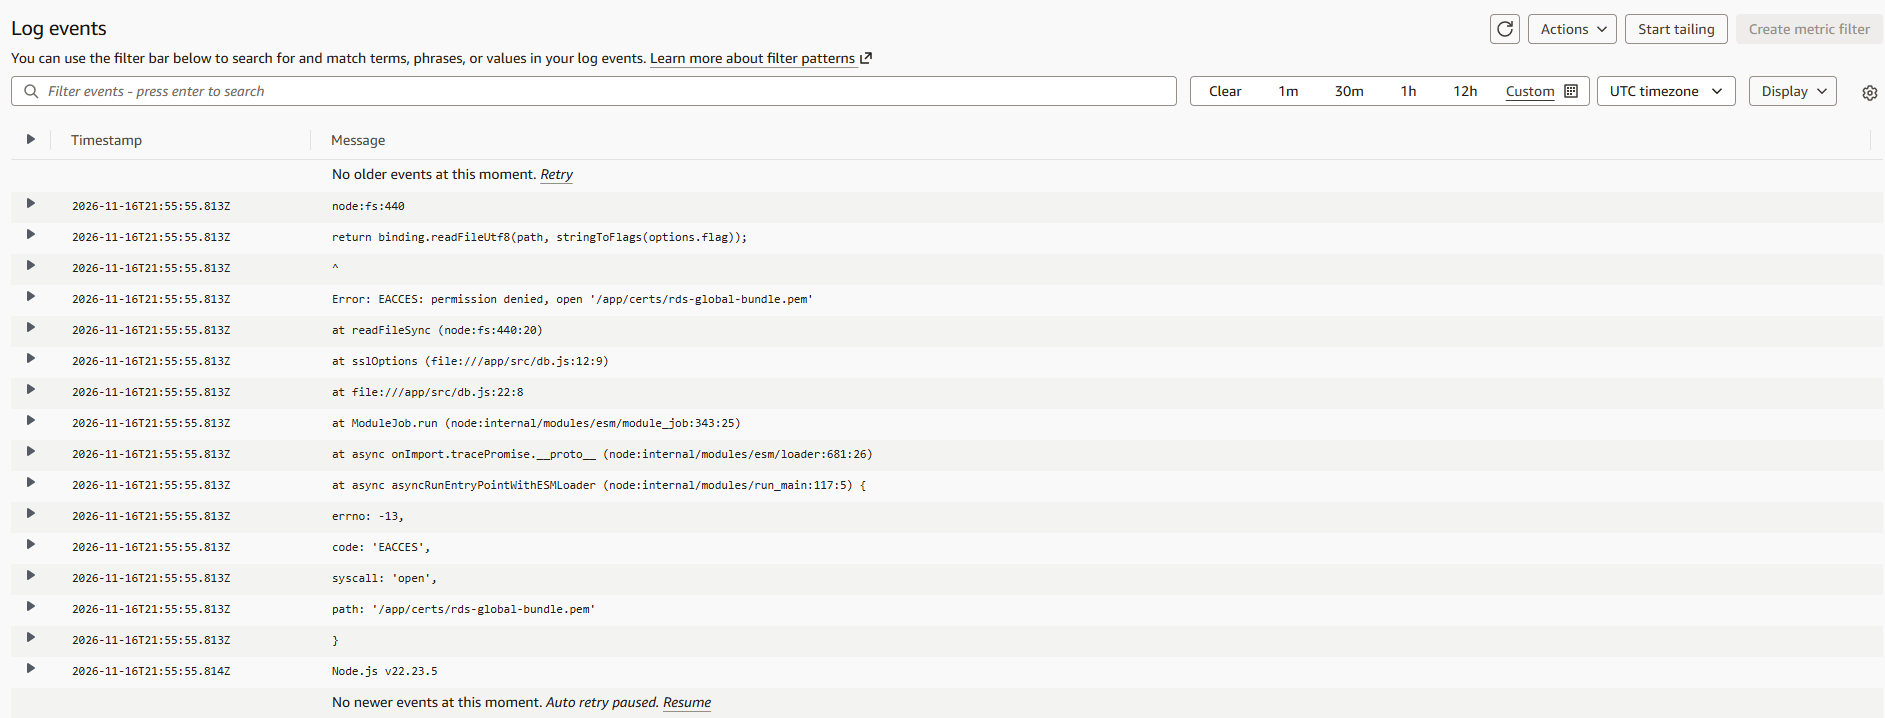 Log events
Actions Start tailing Create metric filter
You can use the filter bar below to search for and match terms, phrases, or values in your log events. Learn more about filter patterns
Filter events - press enter to search Clear 1m 30m 1h 12h Custom UTC timezone Display
Timestamp Message
No older events at this moment. Retry
2026-11-16T21:55:55.813Z node:fs:440
2026-11-16T21:55:55.813Z return binding.readFileUtf8(path, stringToFlags(options.flag));
2026-11-16T21:55:55.813Z ^
2026-11-16T21:55:55.813Z Error: EACCES: permission denied, open '/app/certs/rds-global-bundle.pem'
2026-11-16T21:55:55.813Z at readFileSync (node:fs:440:20)
2026-11-16T21:55:55.813Z at sslOptions (file:///app/src/db.js:12:9)
2026-11-16T21:55:55.813Z at file:///app/src/db.js:22:8
2026-11-16T21:55:55.813Z at ModuleJob.run (node:internal/modules/esm/module_job:343:25)
2026-11-16T21:55:55.813Z at async onImport.tracePromise.__proto__ (node:internal/modules/esm/loader:681:26)
2026-11-16T21:55:55.813Z at async asyncRunEntryPointWithESMLoader (node:internal/modules/run_main:117:5) {
2026-11-16T21:55:55.813Z errno: -13,
2026-11-16T21:55:55.813Z code: 'EACCES',
2026-11-16T21:55:55.813Z syscall: 'open',
2026-11-16T21:55:55.813Z path: '/app/certs/rds-global-bundle.pem'
2026-11-16T21:55:55.813Z }
2026-11-16T21:55:55.814Z Node.js v22.23.5
No newer events at this moment. Auto retry paused. Resume